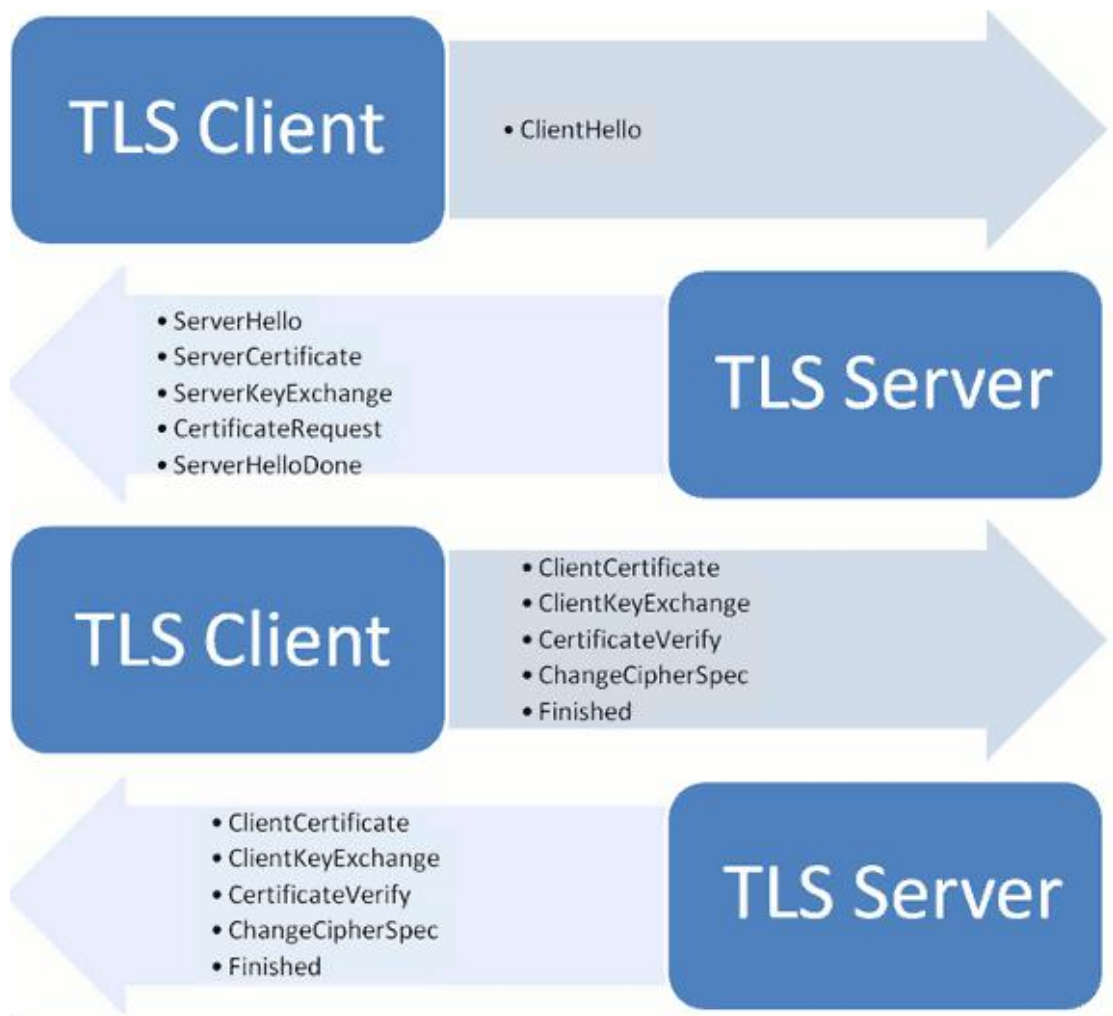 TLS Client
• ClientHello
• ServerHello
• ServerCertificate
• ServerKeyExchange
• CertificateRequest
• ServerHelloDone
TLS Server
TLS Client
• ClientCertificate
• ClientKeyExchange
• CertificateVerify
• ChangeCipherSpec
• Finished
• ClientCertificate
• ClientKeyExchange
• CertificateVerify
• ChangeCipherSpec
• Finished
TLS Server